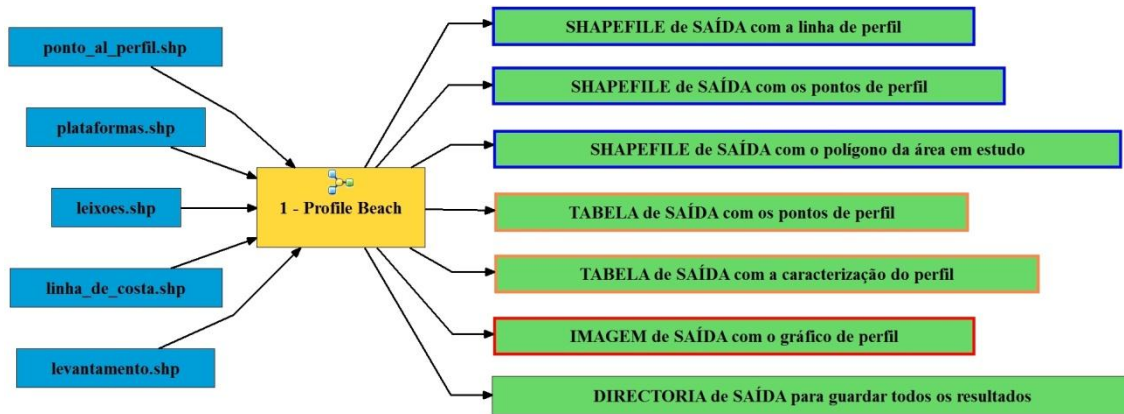 ponto_al_perfil.shp
plataformas.shp
leixoes.shp
linha_de_costa.shp
levantamento.shp
1 - Profile Beach
SHAPEFILE de SAÍDA com a linha de perfil
SHAPEFILE de SAÍDA com os pontos de perfil
SHAPEFILE de SAÍDA com o polígono da área em estudo
TABELA de SAÍDA com os pontos de perfil
TABELA de SAÍDA com a caracterização do perfil
IMAGEM de SAÍDA com o gráfico de perfil
DIRECTORIA de SAÍDA para guardar todos os resultados